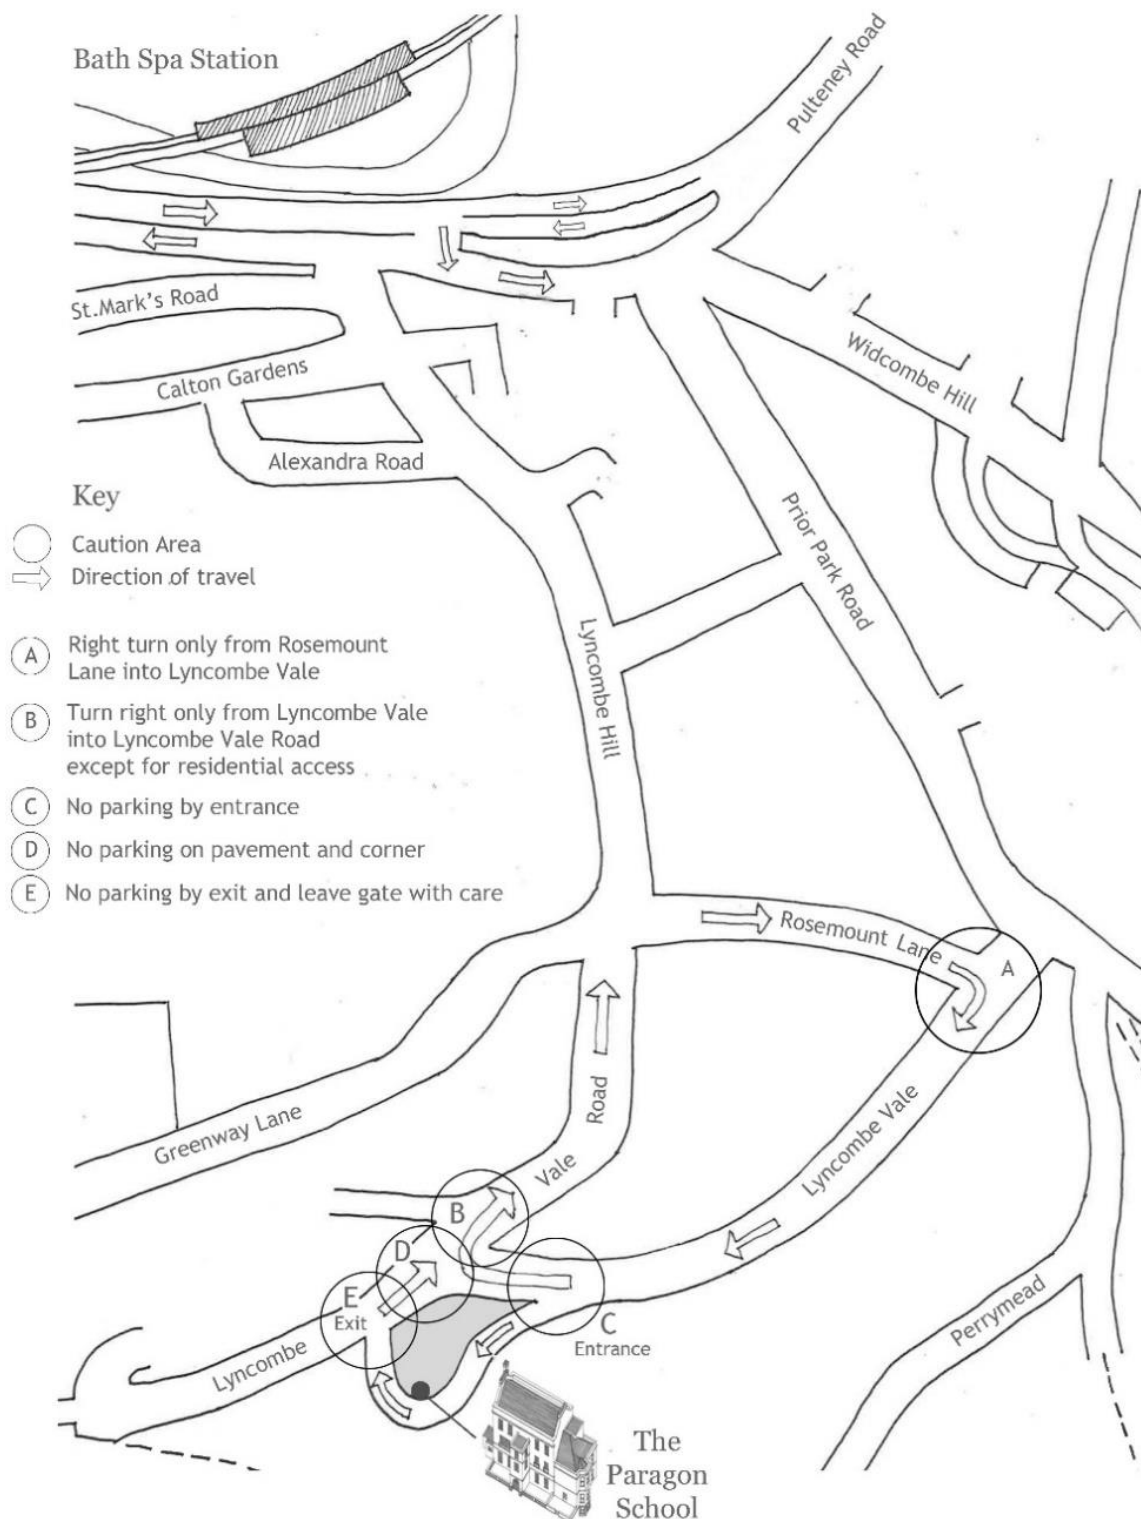 Bath Spa Station
Pulteney Road
St.Mark's Road
Calton Gardens
Widcombe Hill
Alexandra Road
Key
Caution Area
Direction of travel
A
Right turn only from Rosemount
Lane into Lyncombe Vale
B
Turn right only from Lyncombe Vale
into Lyncombe Vale Road
except for residential access
C
No parking by entrance
D
No parking on pavement and corner
E
No parking by exit and leave gate with care
Prior Park Road
Lyncombe Hill
Rosemount Lane
A
Greenway Lane
Road
Vale
Lyncombe Vale
B
D
E
Exit
C
Entrance
Perrymead
Lyncombe
The
Paragon
School